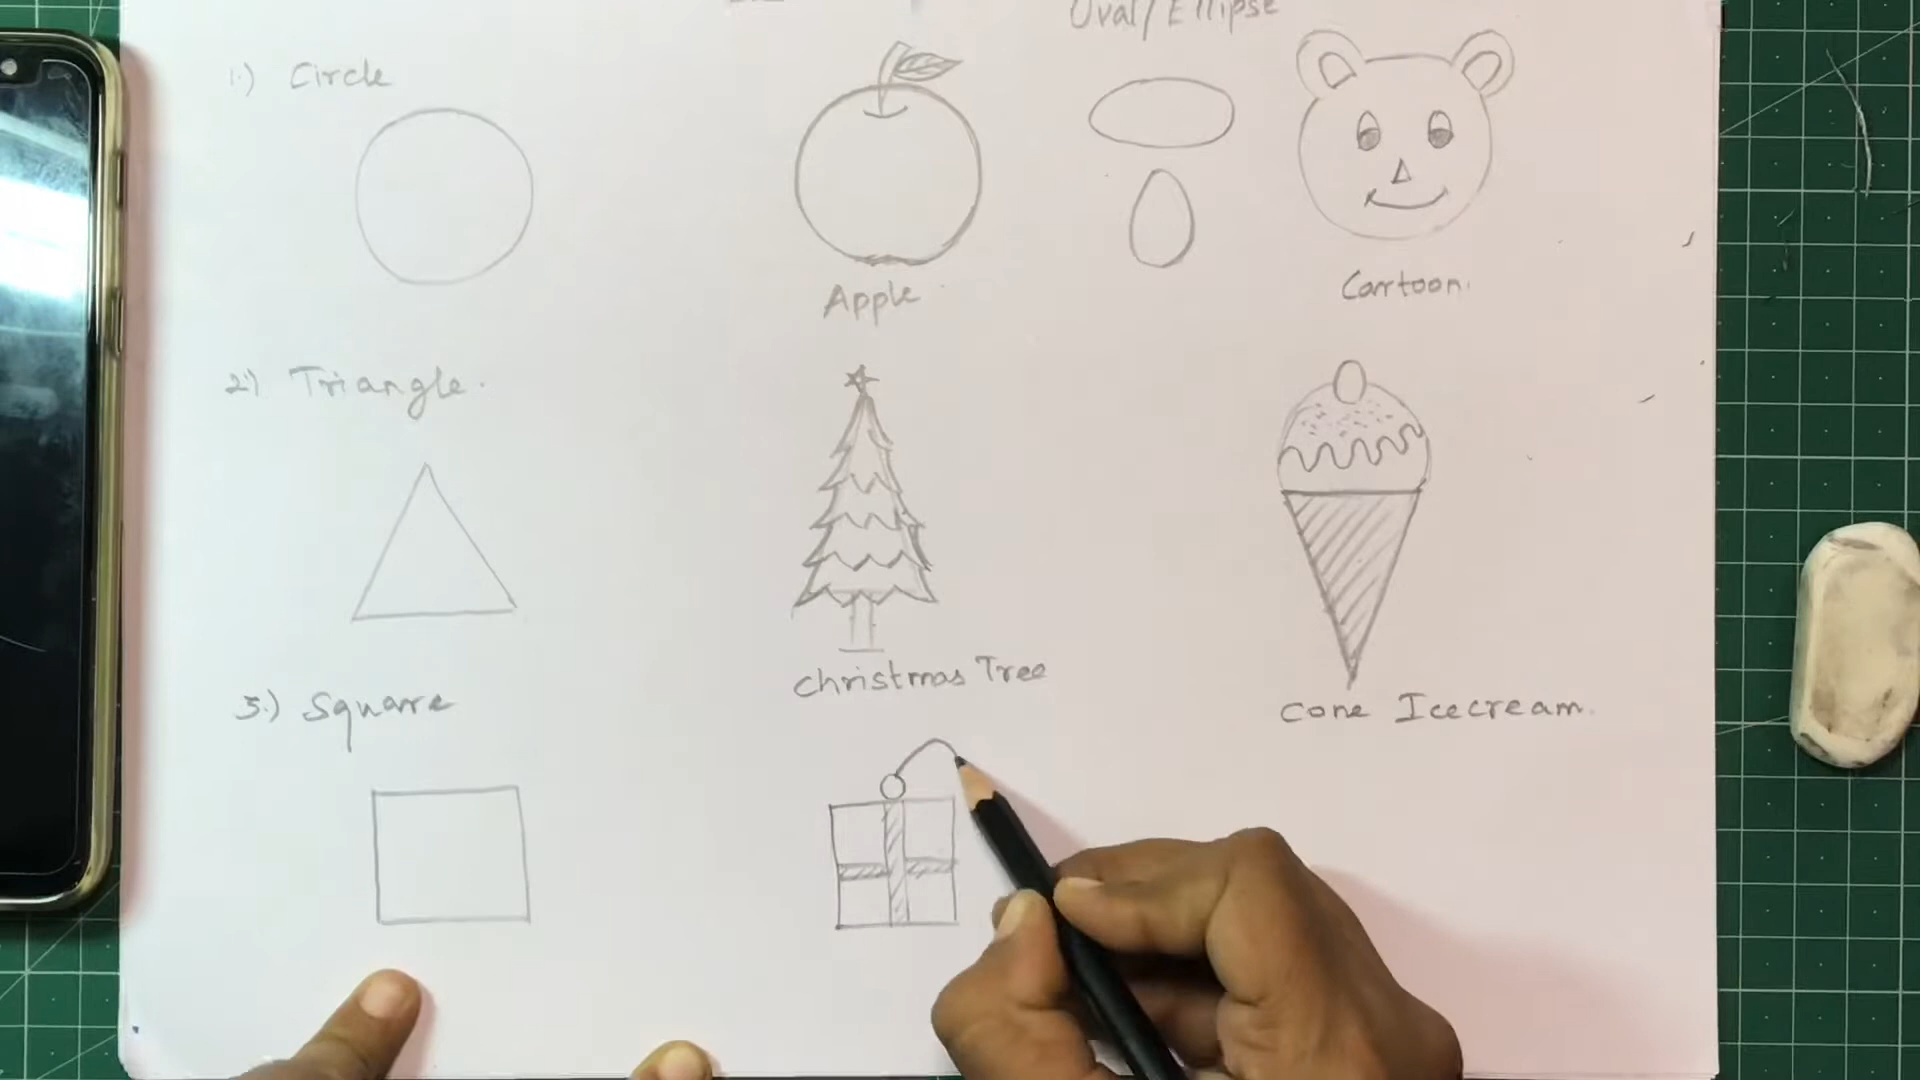 Oval/Ellipse
1.) Circle
Apple
Cartoon.
2.) Triangle.
Christmas Tree
Cone Icecream.
3.) Square